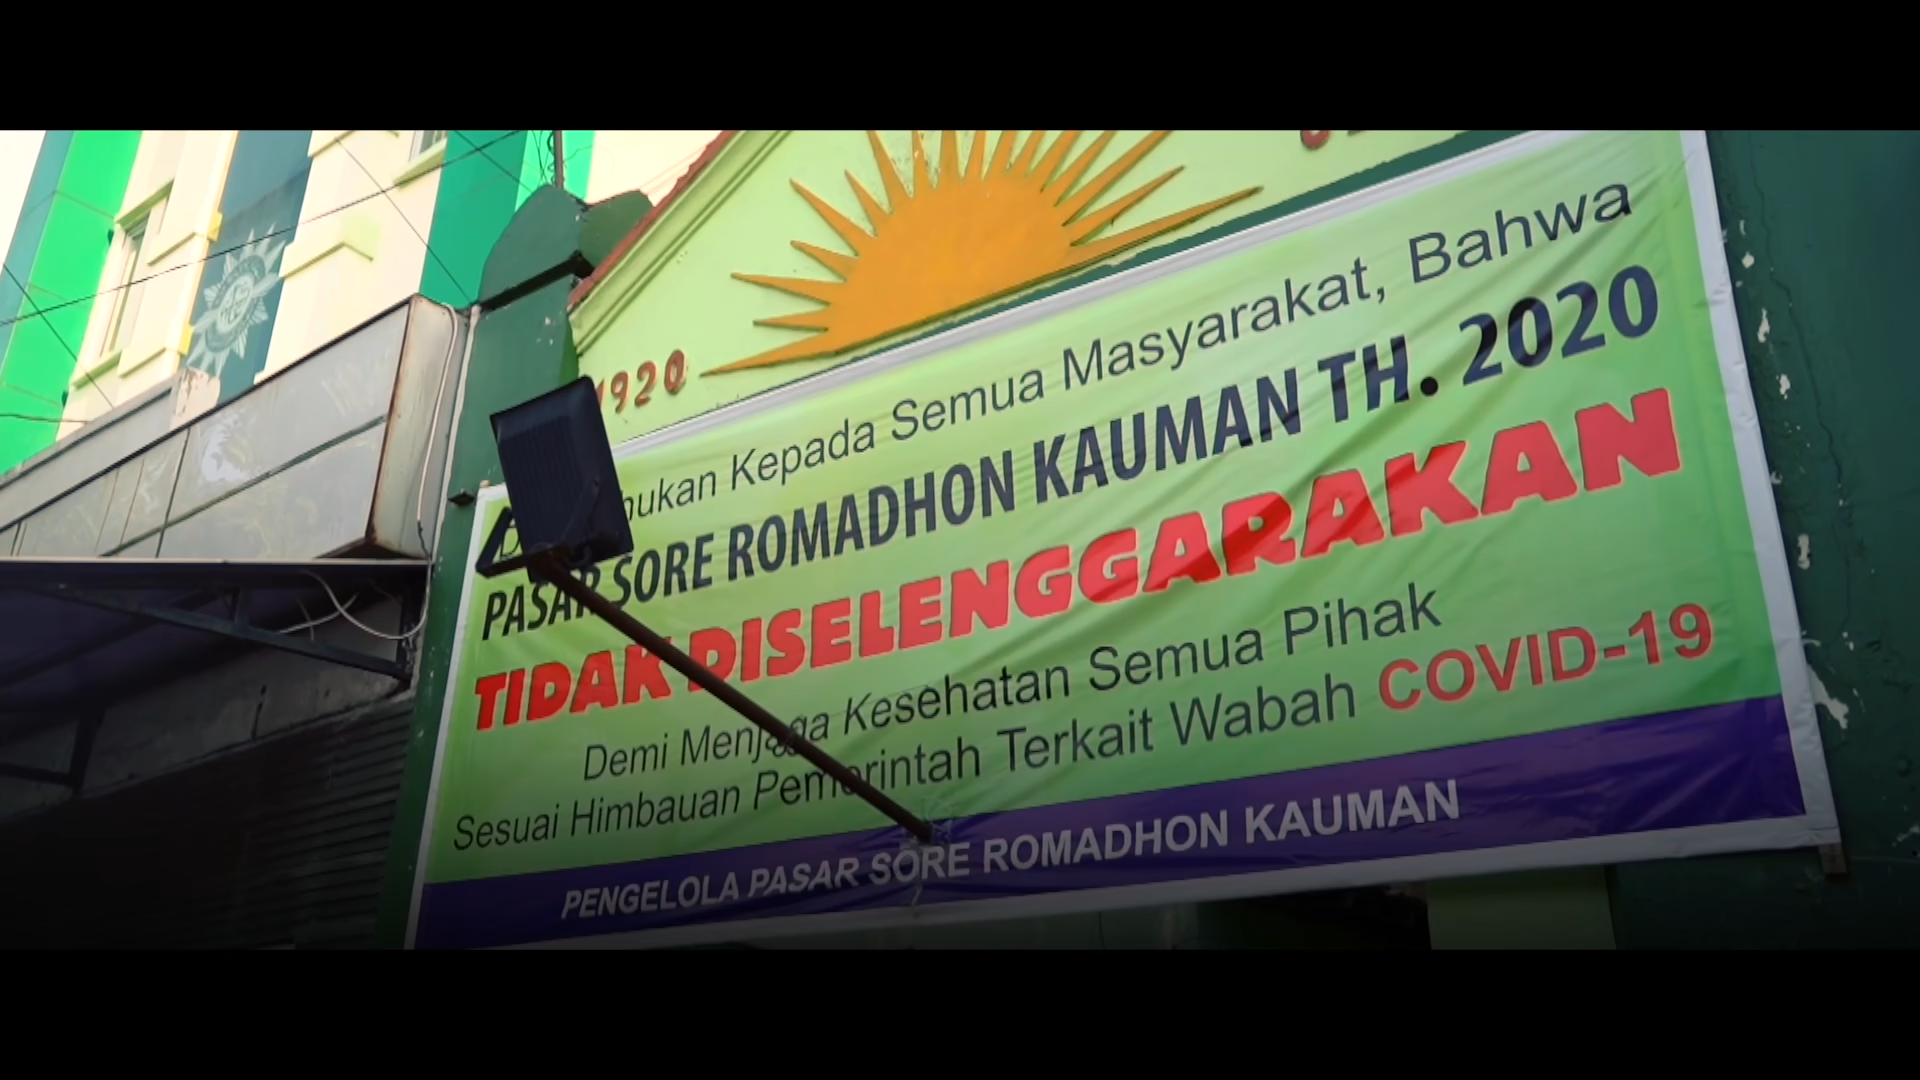 1920
Kepada Semua Masyarakat, Bahwa
PASAR SORE ROMADHON KAUMAN TH. 2020
TIDAK DISELENGGARAKAN
Demi Menjaga Kesehatan Semua Pihak
Sesuai Himbauan Pemerintah Terkait Wabah COVID-19
PENGELOLA PASAR SORE ROMADHON KAUMAN